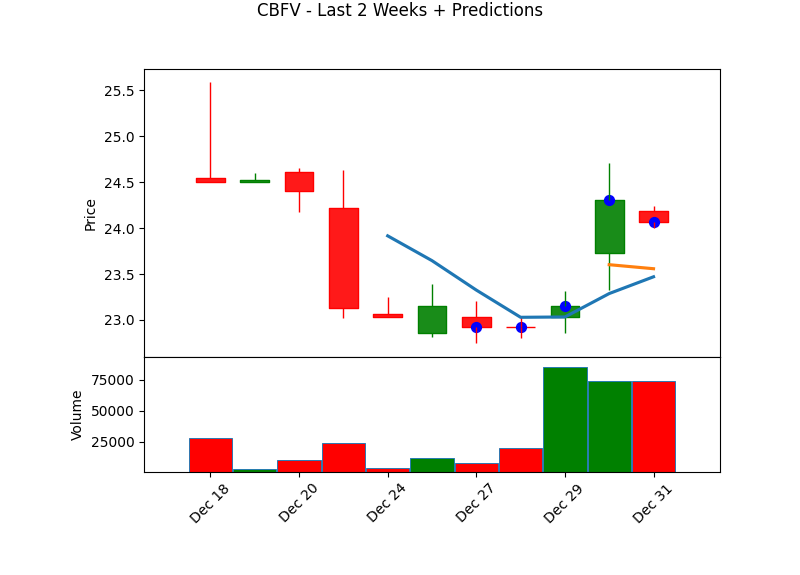 CBFV - Last 2 Weeks + Predictions
Price
25.5
25.0
24.5
24.0
23.5
23.0
Volume
75000
50000
25000
Dec 18
Dec 20
Dec 24
Dec 27
Dec 29
Dec 31